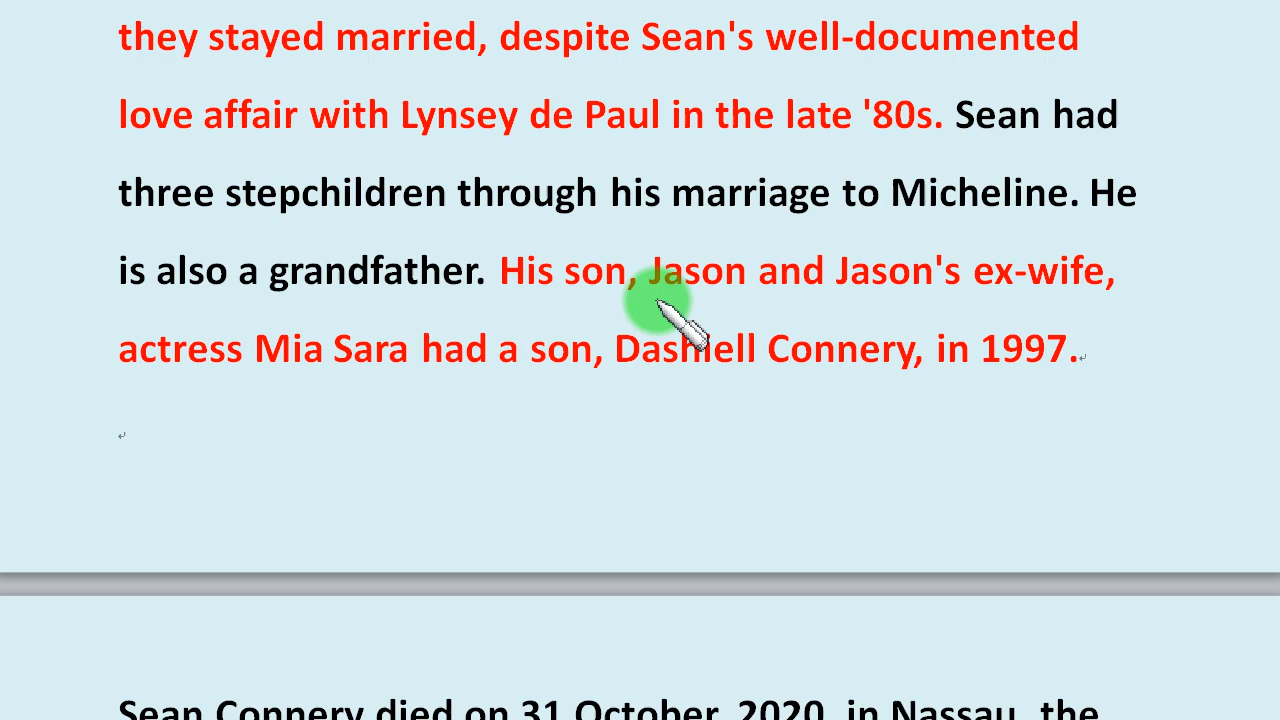 they stayed married, despite Sean's well-documented
love affair with Lynsey de Paul in the late '80s. Sean had
three stepchildren through his marriage to Micheline. He
is also a grandfather. His son, Jason and Jason's ex-wife,
actress Mia Sara had a son, Dashiell Connery, in 1997.
Sean Connery died on 31 October, 2020, in Nassau, the